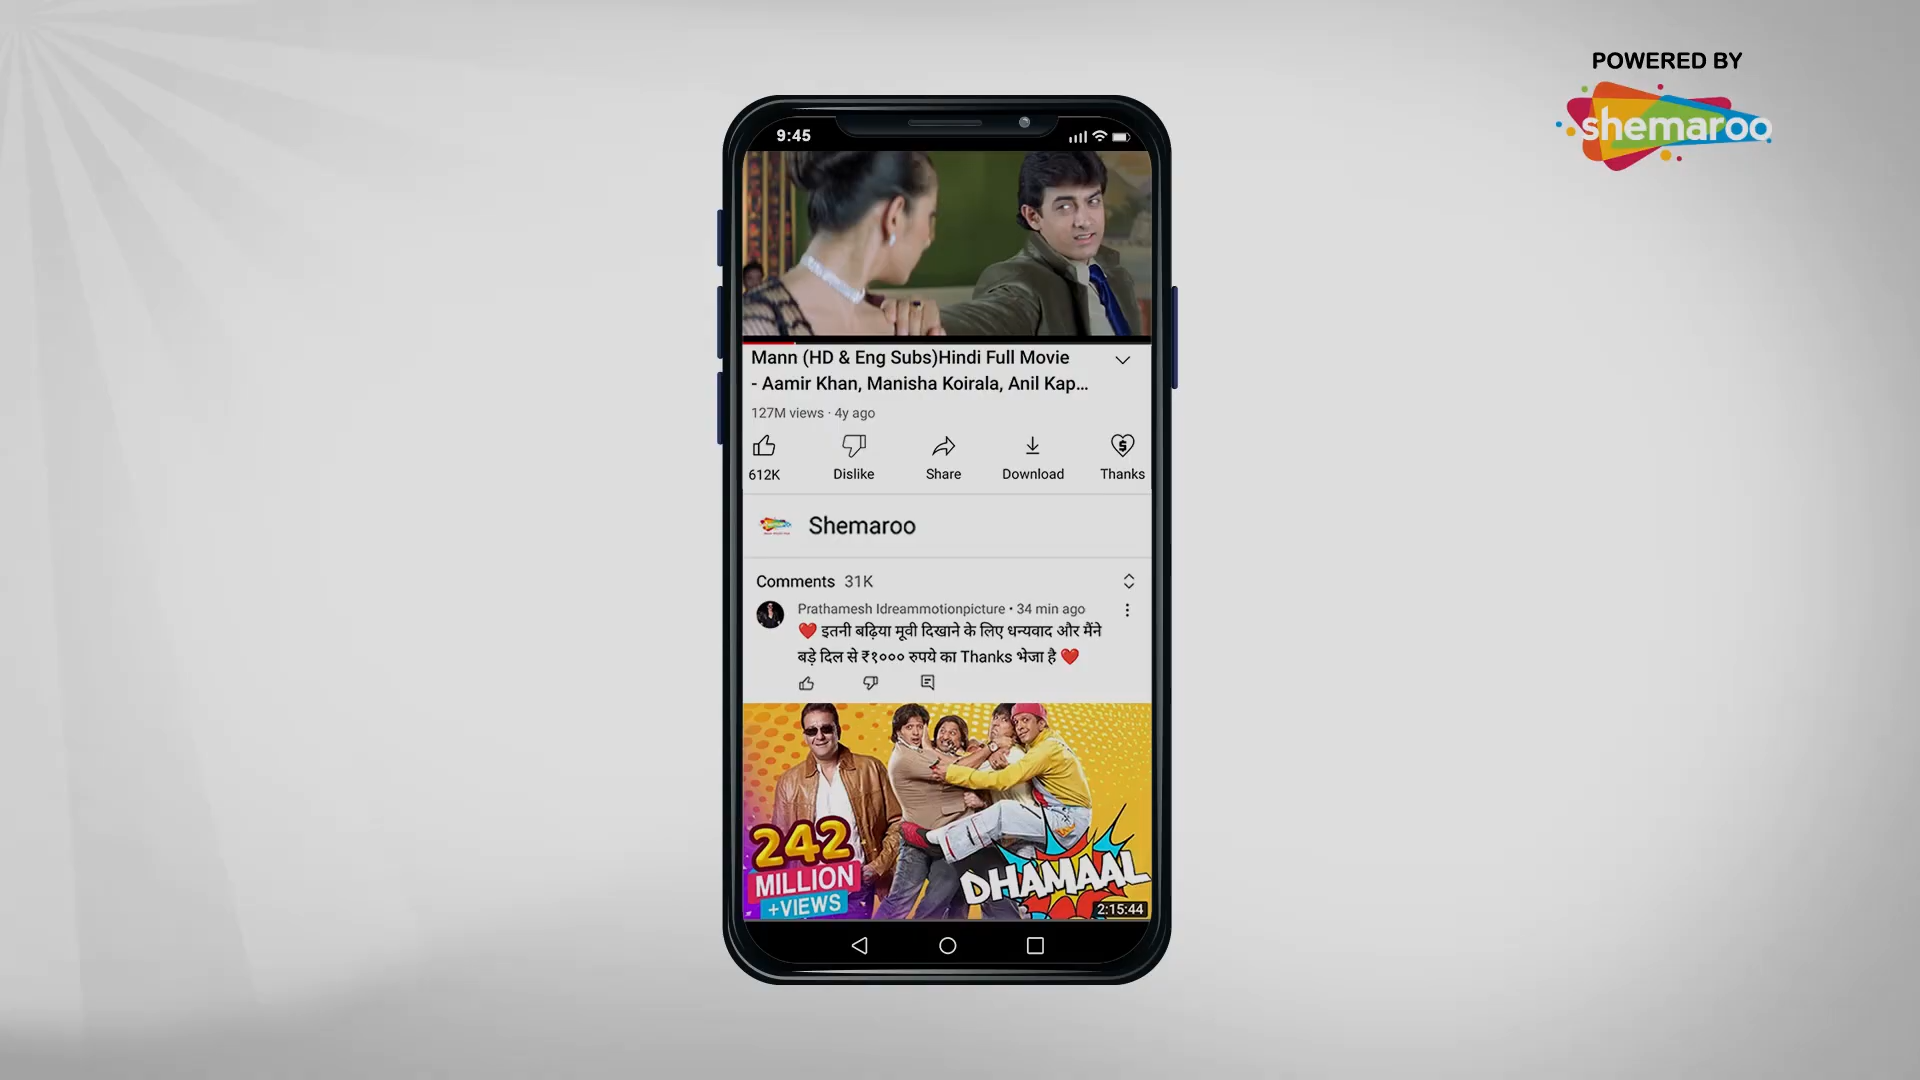 POWERED BY
shemaroo
9:45
Mann (HD & Eng Subs)Hindi Full Movie
- Aamir Khan, Manisha Koirala, Anil Kap...
127M views · 4y ago
612K
Dislike
Share
Download
Thanks
Shemaroo
Comments 31K
Prathamesh Idreammotionpicture • 34 min ago
❤️ इतनी बढ़िया मूवी दिखाने के लिए धन्यवाद और मैंने
बड़े दिल से ₹१००० रुपये का Thanks भेजा है ❤️
242
MILLION
+VIEWS
DHAMAAL
2:15:44